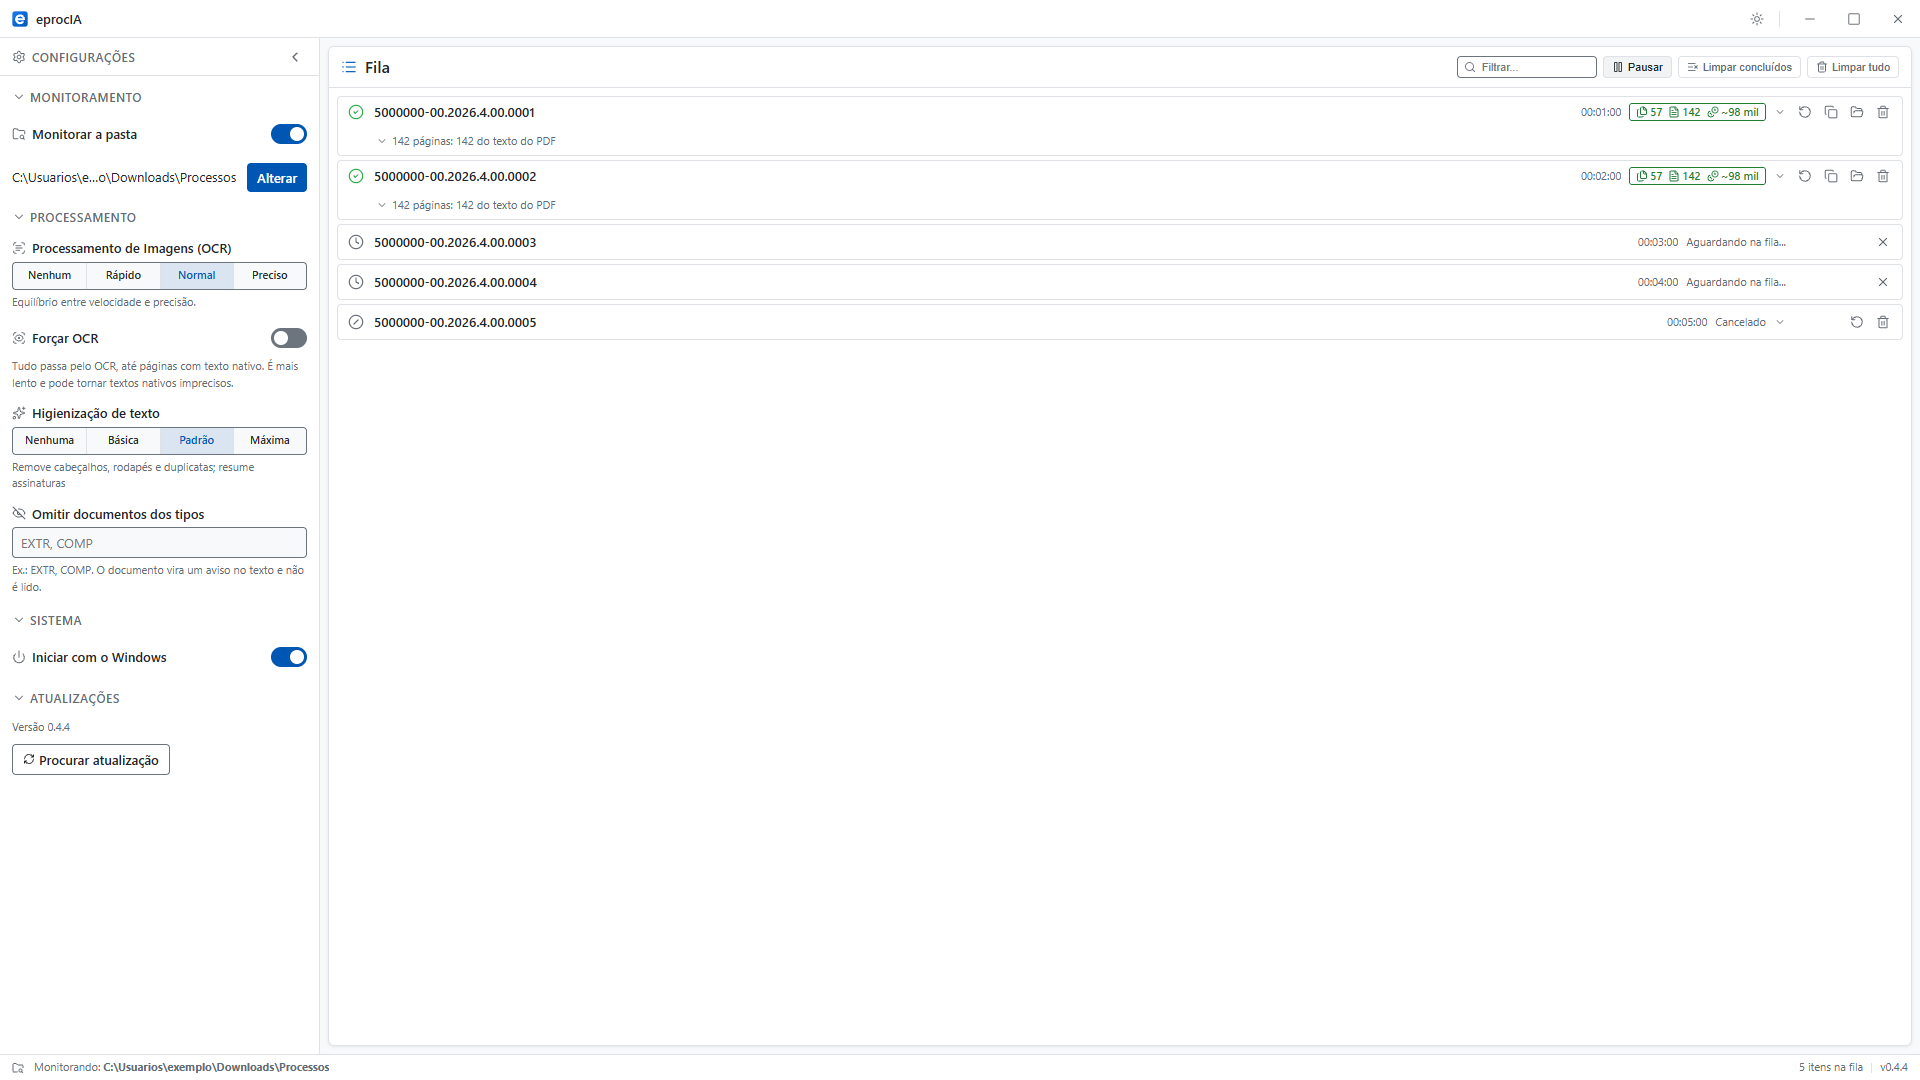 eprocIA
CONFIGURAÇÕES
MONITORAMENTO
Monitorar a pasta
C:\Usuarios\e...o\Downloads\Processos
Alterar
PROCESSAMENTO
Processamento de Imagens (OCR)
Nenhum Rápido Normal Preciso
Equilíbrio entre velocidade e precisão.
Forçar OCR
Tudo passa pelo OCR, até páginas com texto nativo. É mais
lento e pode tornar textos nativos imprecisos.
Higienização de texto
Nenhuma Básica Padrão Máxima
Remove cabeçalhos, rodapés e duplicatas; resume
assinaturas
Omitir documentos dos tipos
EXTR, COMP
Ex.: EXTR, COMP. O documento vira um aviso no texto e não
é lido.
SISTEMA
Iniciar com o Windows
ATUALIZAÇÕES
Versão 0.4.4
Procurar atualização
Fila
Filtrar... Pausar Limpar concluídos Limpar tudo
5000000-00.2026.4.00.0001 00:01:00 57 142 ~98 mil
142 páginas: 142 do texto do PDF
5000000-00.2026.4.00.0002 00:02:00 57 142 ~98 mil
142 páginas: 142 do texto do PDF
5000000-00.2026.4.00.0003 00:03:00 Aguardando na fila...
5000000-00.2026.4.00.0004 00:04:00 Aguardando na fila...
5000000-00.2026.4.00.0005 00:05:00 Cancelado
Monitorando: C:\Usuarios\exemplo\Downloads\Processos
5 itens na fila v0.4.4